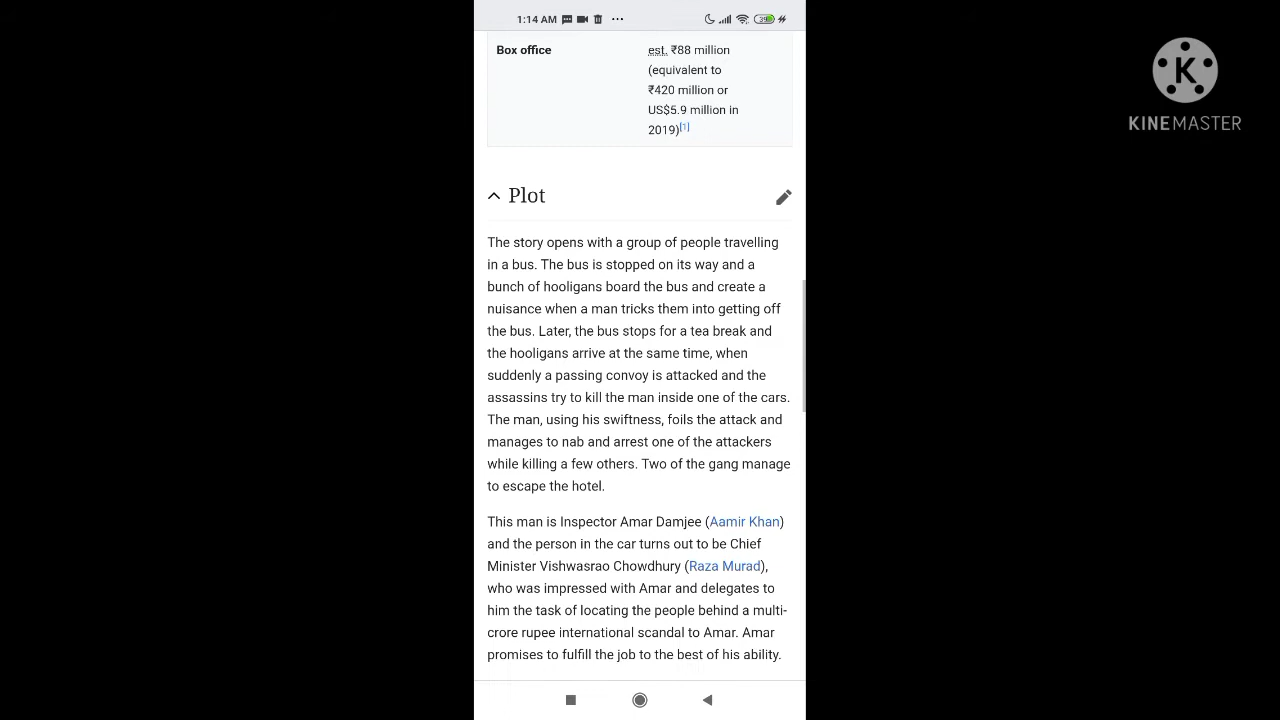 1:14 AM
39
KINEMASTER
Box office
est. ₹88 million
(equivalent to
₹420 million or
US$5.9 million in
2019)[1]
Plot
The story opens with a group of people travelling
in a bus. The bus is stopped on its way and a
bunch of hooligans board the bus and create a
nuisance when a man tricks them into getting off
the bus. Later, the bus stops for a tea break and
the hooligans arrive at the same time, when
suddenly a passing convoy is attacked and the
assassins try to kill the man inside one of the cars.
The man, using his swiftness, foils the attack and
manages to nab and arrest one of the attackers
while killing a few others. Two of the gang manage
to escape the hotel.
This man is Inspector Amar Damjee (Aamir Khan)
and the person in the car turns out to be Chief
Minister Vishwasrao Chowdhury (Raza Murad),
who was impressed with Amar and delegates to
him the task of locating the people behind a multi-
crore rupee international scandal to Amar. Amar
promises to fulfill the job to the best of his ability.